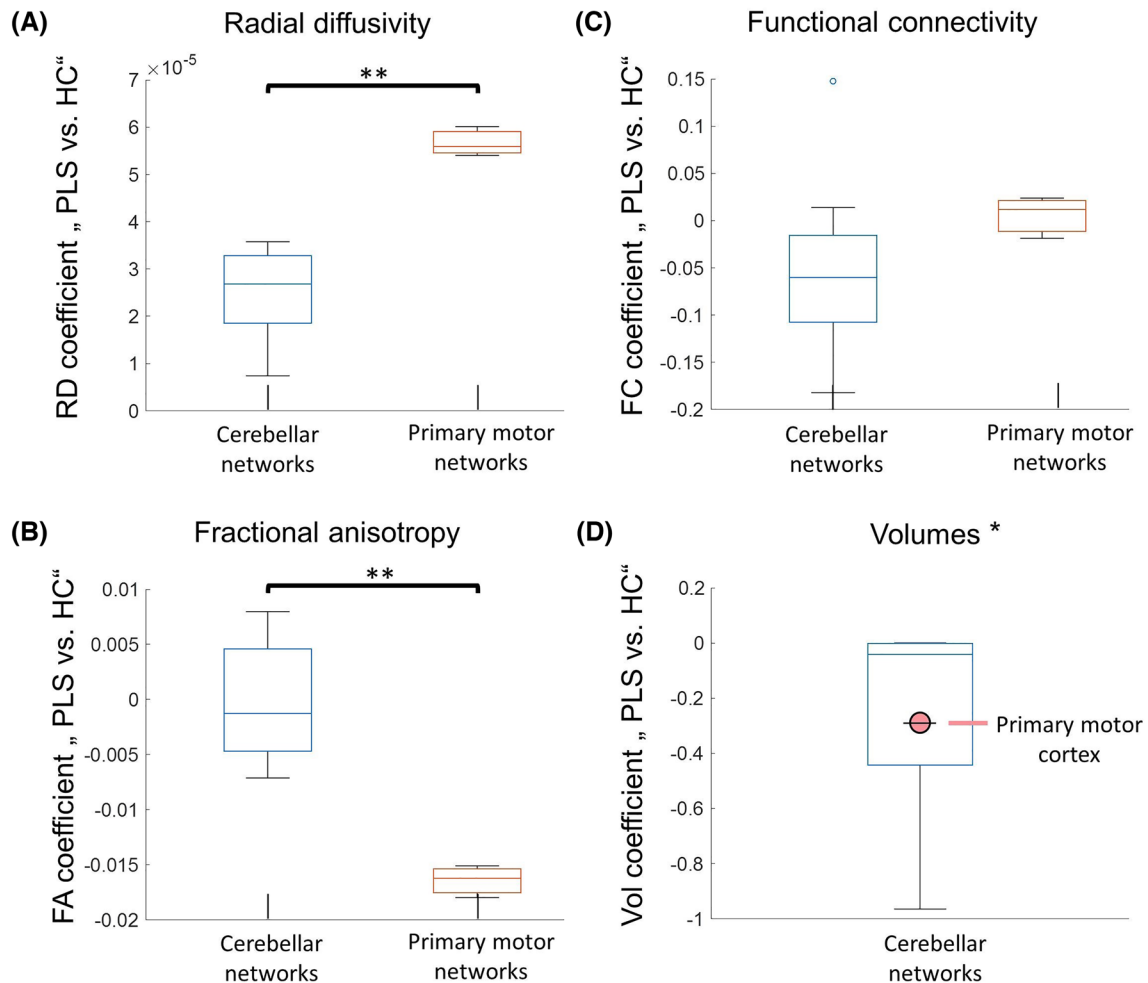 (A) Radial diffusivity
×10⁻⁵
**
RD coefficient „ PLS vs. HC“
7
6
5
4
3
2
1
0
Cerebellar
networks
Primary motor
networks
(C) Functional connectivity
FC coefficient „ PLS vs. HC“
0.15
0.1
0.05
0
-0.05
-0.1
-0.15
-0.2
Cerebellar
networks
Primary motor
networks
(B) Fractional anisotropy
**
FA coefficient „ PLS vs. HC“
0.01
0.005
0
-0.005
-0.01
-0.015
-0.02
Cerebellar
networks
Primary motor
networks
(D) Volumes *
Vol coefficient „ PLS vs. HC“
0.2
0
-0.2
-0.4
-0.6
-0.8
-1
Primary motor
cortex
Cerebellar
networks